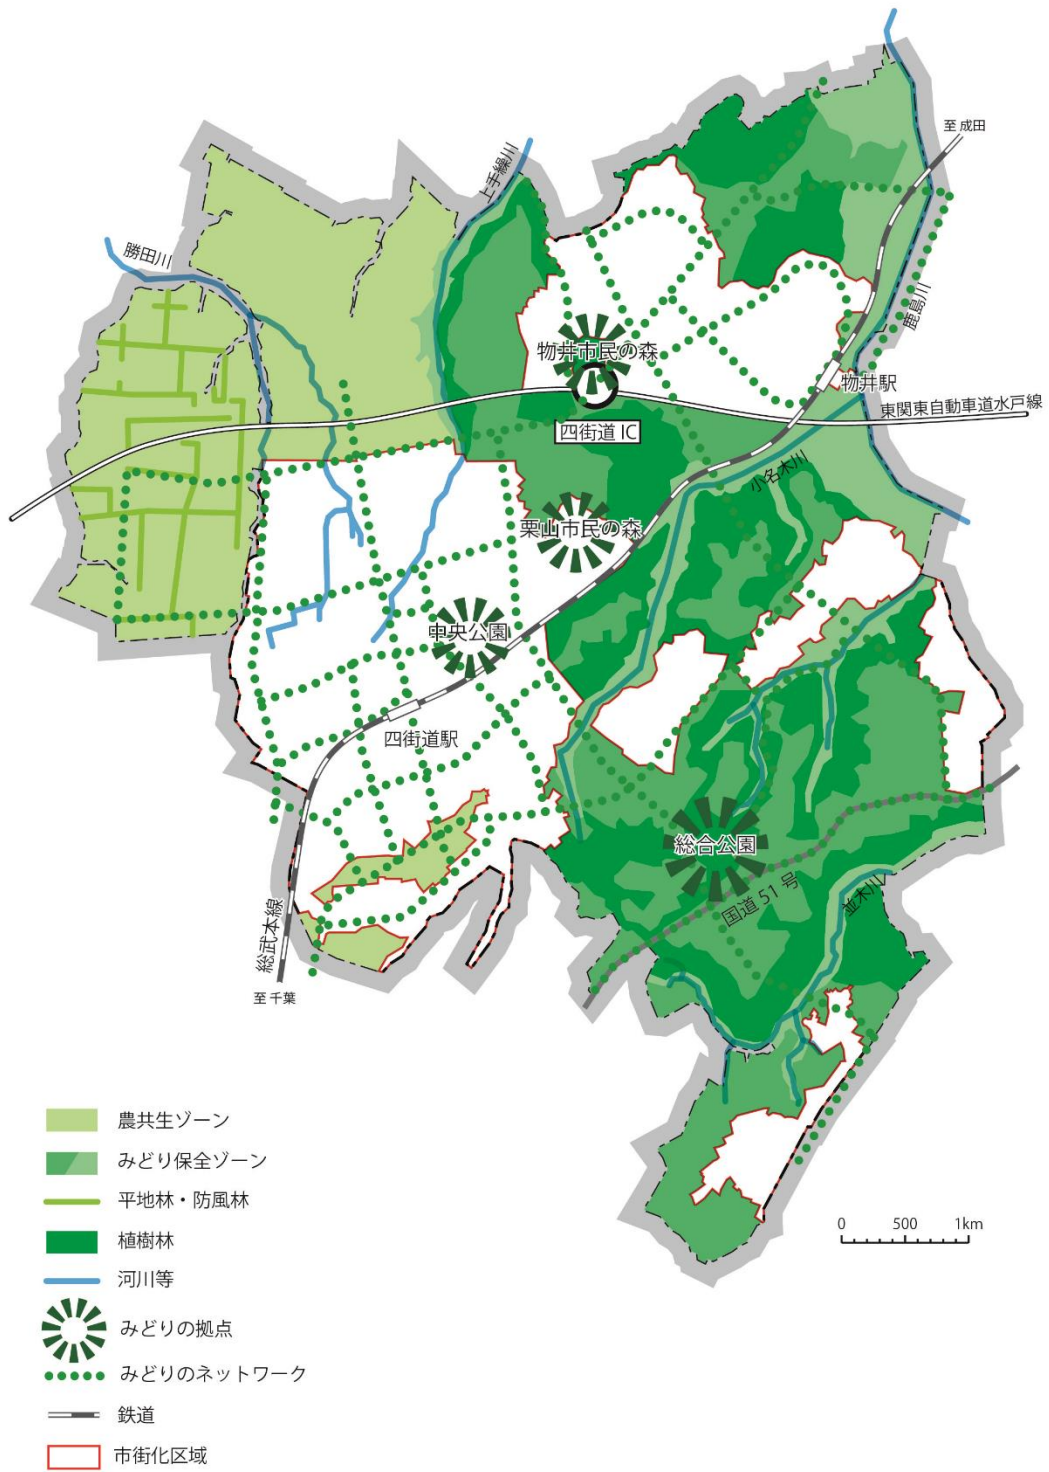 至 成田
上手繰川
勝田川
鹿島川
物井市民の森
物井駅
東関東自動車道水戸線
四街道 IC
小名木川
栗山市民の森
中央公園
四街道駅
総合公園
国道 51 号
並木川
総武本線
至 千葉
農共生ゾーン
みどり保全ゾーン
平地林・防風林
植樹林
河川等
みどりの拠点
みどりのネットワーク
鉄道
市街化区域
0 500 1km